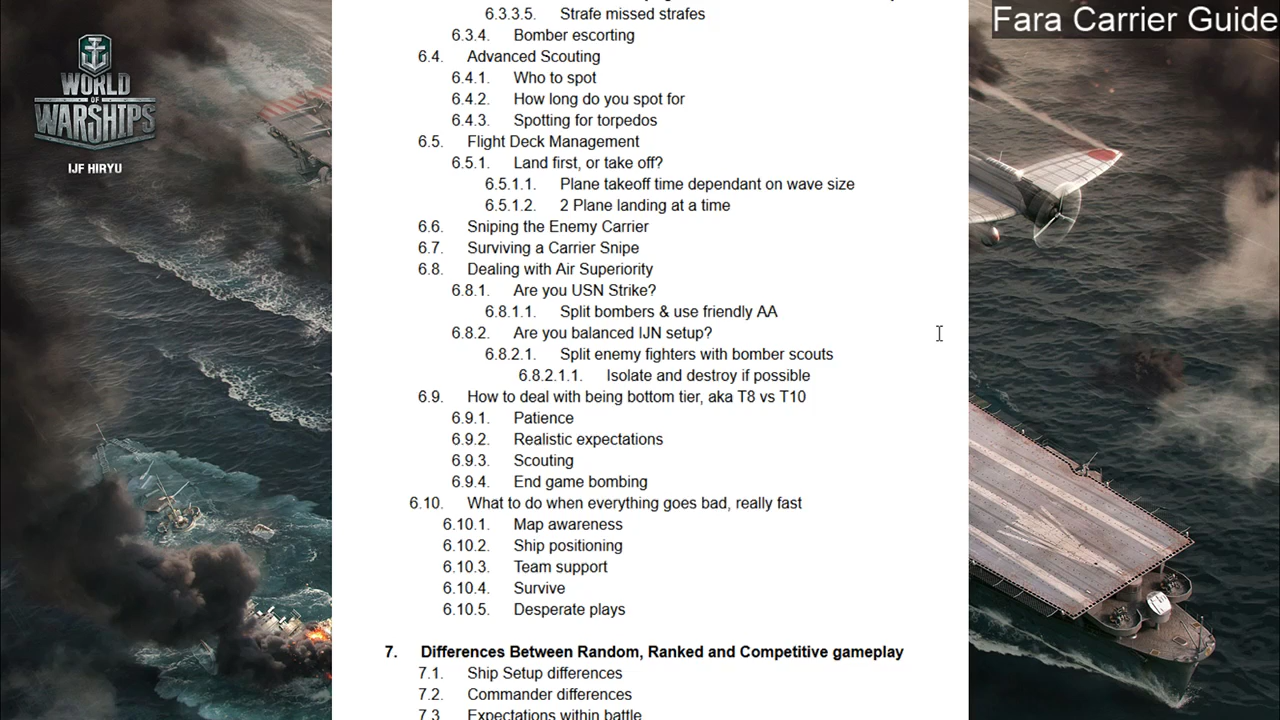 Fara Carrier Guide
WORLD
OF
WARSHIPS
IJF HIRYU
6.3.3.5. Strafe missed strafes
6.3.4. Bomber escorting
6.4. Advanced Scouting
6.4.1. Who to spot
6.4.2. How long do you spot for
6.4.3. Spotting for torpedos
6.5. Flight Deck Management
6.5.1. Land first, or take off?
6.5.1.1. Plane takeoff time dependant on wave size
6.5.1.2. 2 Plane landing at a time
6.6. Sniping the Enemy Carrier
6.7. Surviving a Carrier Snipe
6.8. Dealing with Air Superiority
6.8.1. Are you USN Strike?
6.8.1.1. Split bombers & use friendly AA
6.8.2. Are you balanced IJN setup?
6.8.2.1. Split enemy fighters with bomber scouts
6.8.2.1.1. Isolate and destroy if possible
6.9. How to deal with being bottom tier, aka T8 vs T10
6.9.1. Patience
6.9.2. Realistic expectations
6.9.3. Scouting
6.9.4. End game bombing
6.10. What to do when everything goes bad, really fast
6.10.1. Map awareness
6.10.2. Ship positioning
6.10.3. Team support
6.10.4. Survive
6.10.5. Desperate plays
7. Differences Between Random, Ranked and Competitive gameplay
7.1. Ship Setup differences
7.2. Commander differences
7.3 Expectations within battle